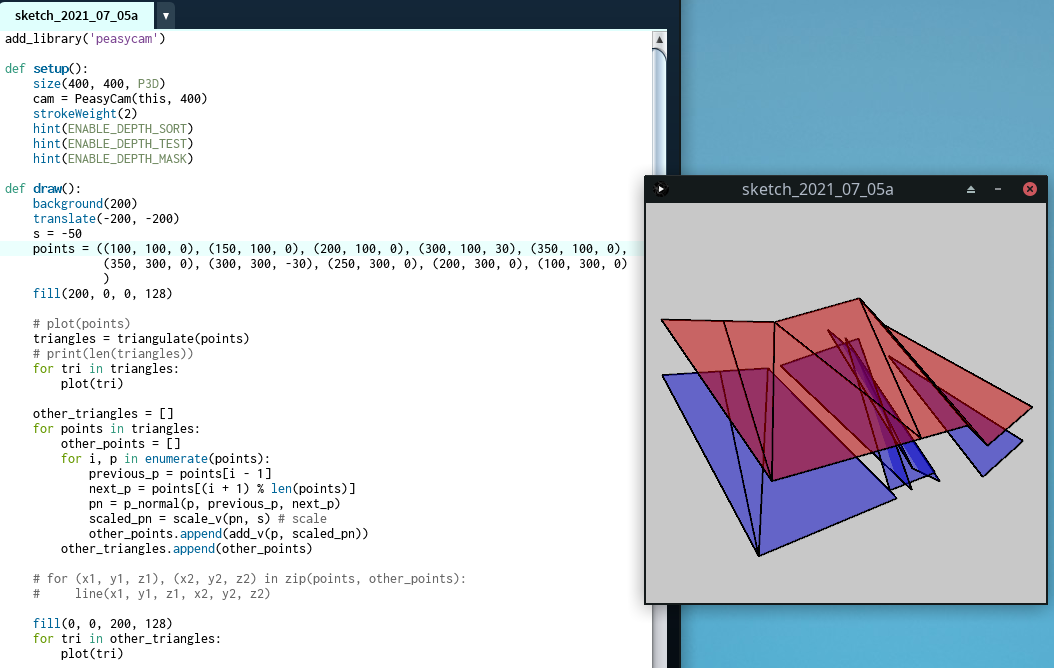 sketch_2021_07_05a
add_library('peasycam')
def setup():
    size(400, 400, P3D)
    cam = PeasyCam(this, 400)
    strokeWeight(2)
    hint(ENABLE_DEPTH_SORT)
    hint(ENABLE_DEPTH_TEST)
    hint(ENABLE_DEPTH_MASK)
def draw():
    background(200)
    translate(-200, -200)
    s = -50
    points = ((100, 100, 0), (150, 100, 0), (200, 100, 0), (300, 100, 30), (350, 100, 0),
              (350, 300, 0), (300, 300, -30), (250, 300, 0), (200, 300, 0), (100, 300, 0)
              )
    fill(200, 0, 0, 128)
    # plot(points)
    triangles = triangulate(points)
    # print(len(triangles))
    for tri in triangles:
        plot(tri)
    other_triangles = []
    for points in triangles:
        other_points = []
        for i, p in enumerate(points):
            previous_p = points[i - 1]
            next_p = points[(i + 1) % len(points)]
            pn = p_normal(p, previous_p, next_p)
            scaled_pn = scale_v(pn, s) # scale
            other_points.append(add_v(p, scaled_pn))
        other_triangles.append(other_points)
    # for (x1, y1, z1), (x2, y2, z2) in zip(points, other_points):
    #     line(x1, y1, z1, x2, y2, z2)
    fill(0, 0, 200, 128)
    for tri in other_triangles:
        plot(tri)
sketch_2021_07_05a